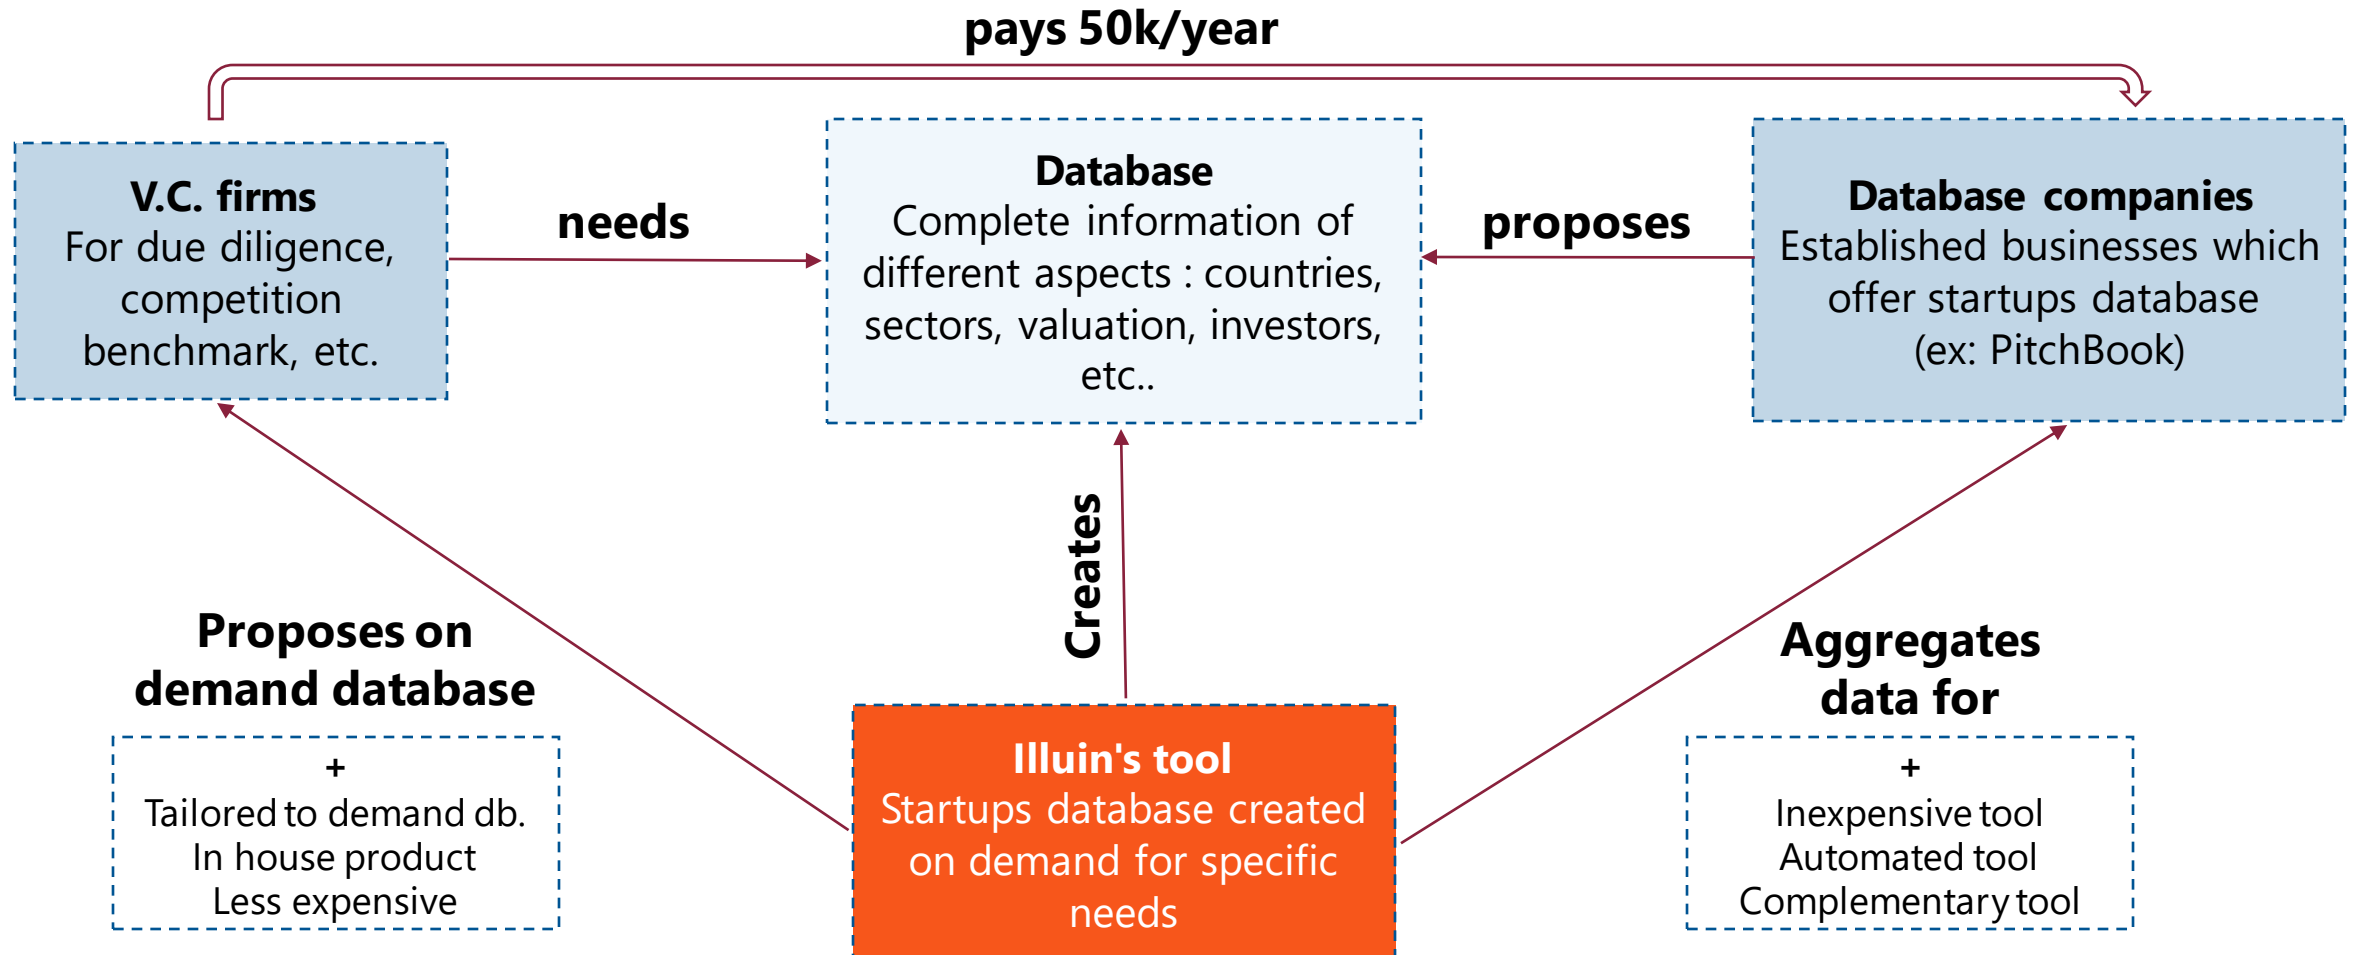 pays 50k/year
V.C. firms
For due diligence,
competition
benchmark, etc.
needs
Database
Complete information of
different aspects : countries,
sectors, valuation, investors,
etc..
proposes
Database companies
Established businesses which
offer startups database
(ex: PitchBook)
Creates
Proposes on
demand database
+
Tailored to demand db.
In house product
Less expensive
Illuin's tool
Startups database created
on demand for specific
needs
Aggregates
data for
+
Inexpensive tool
Automated tool
Complementary tool